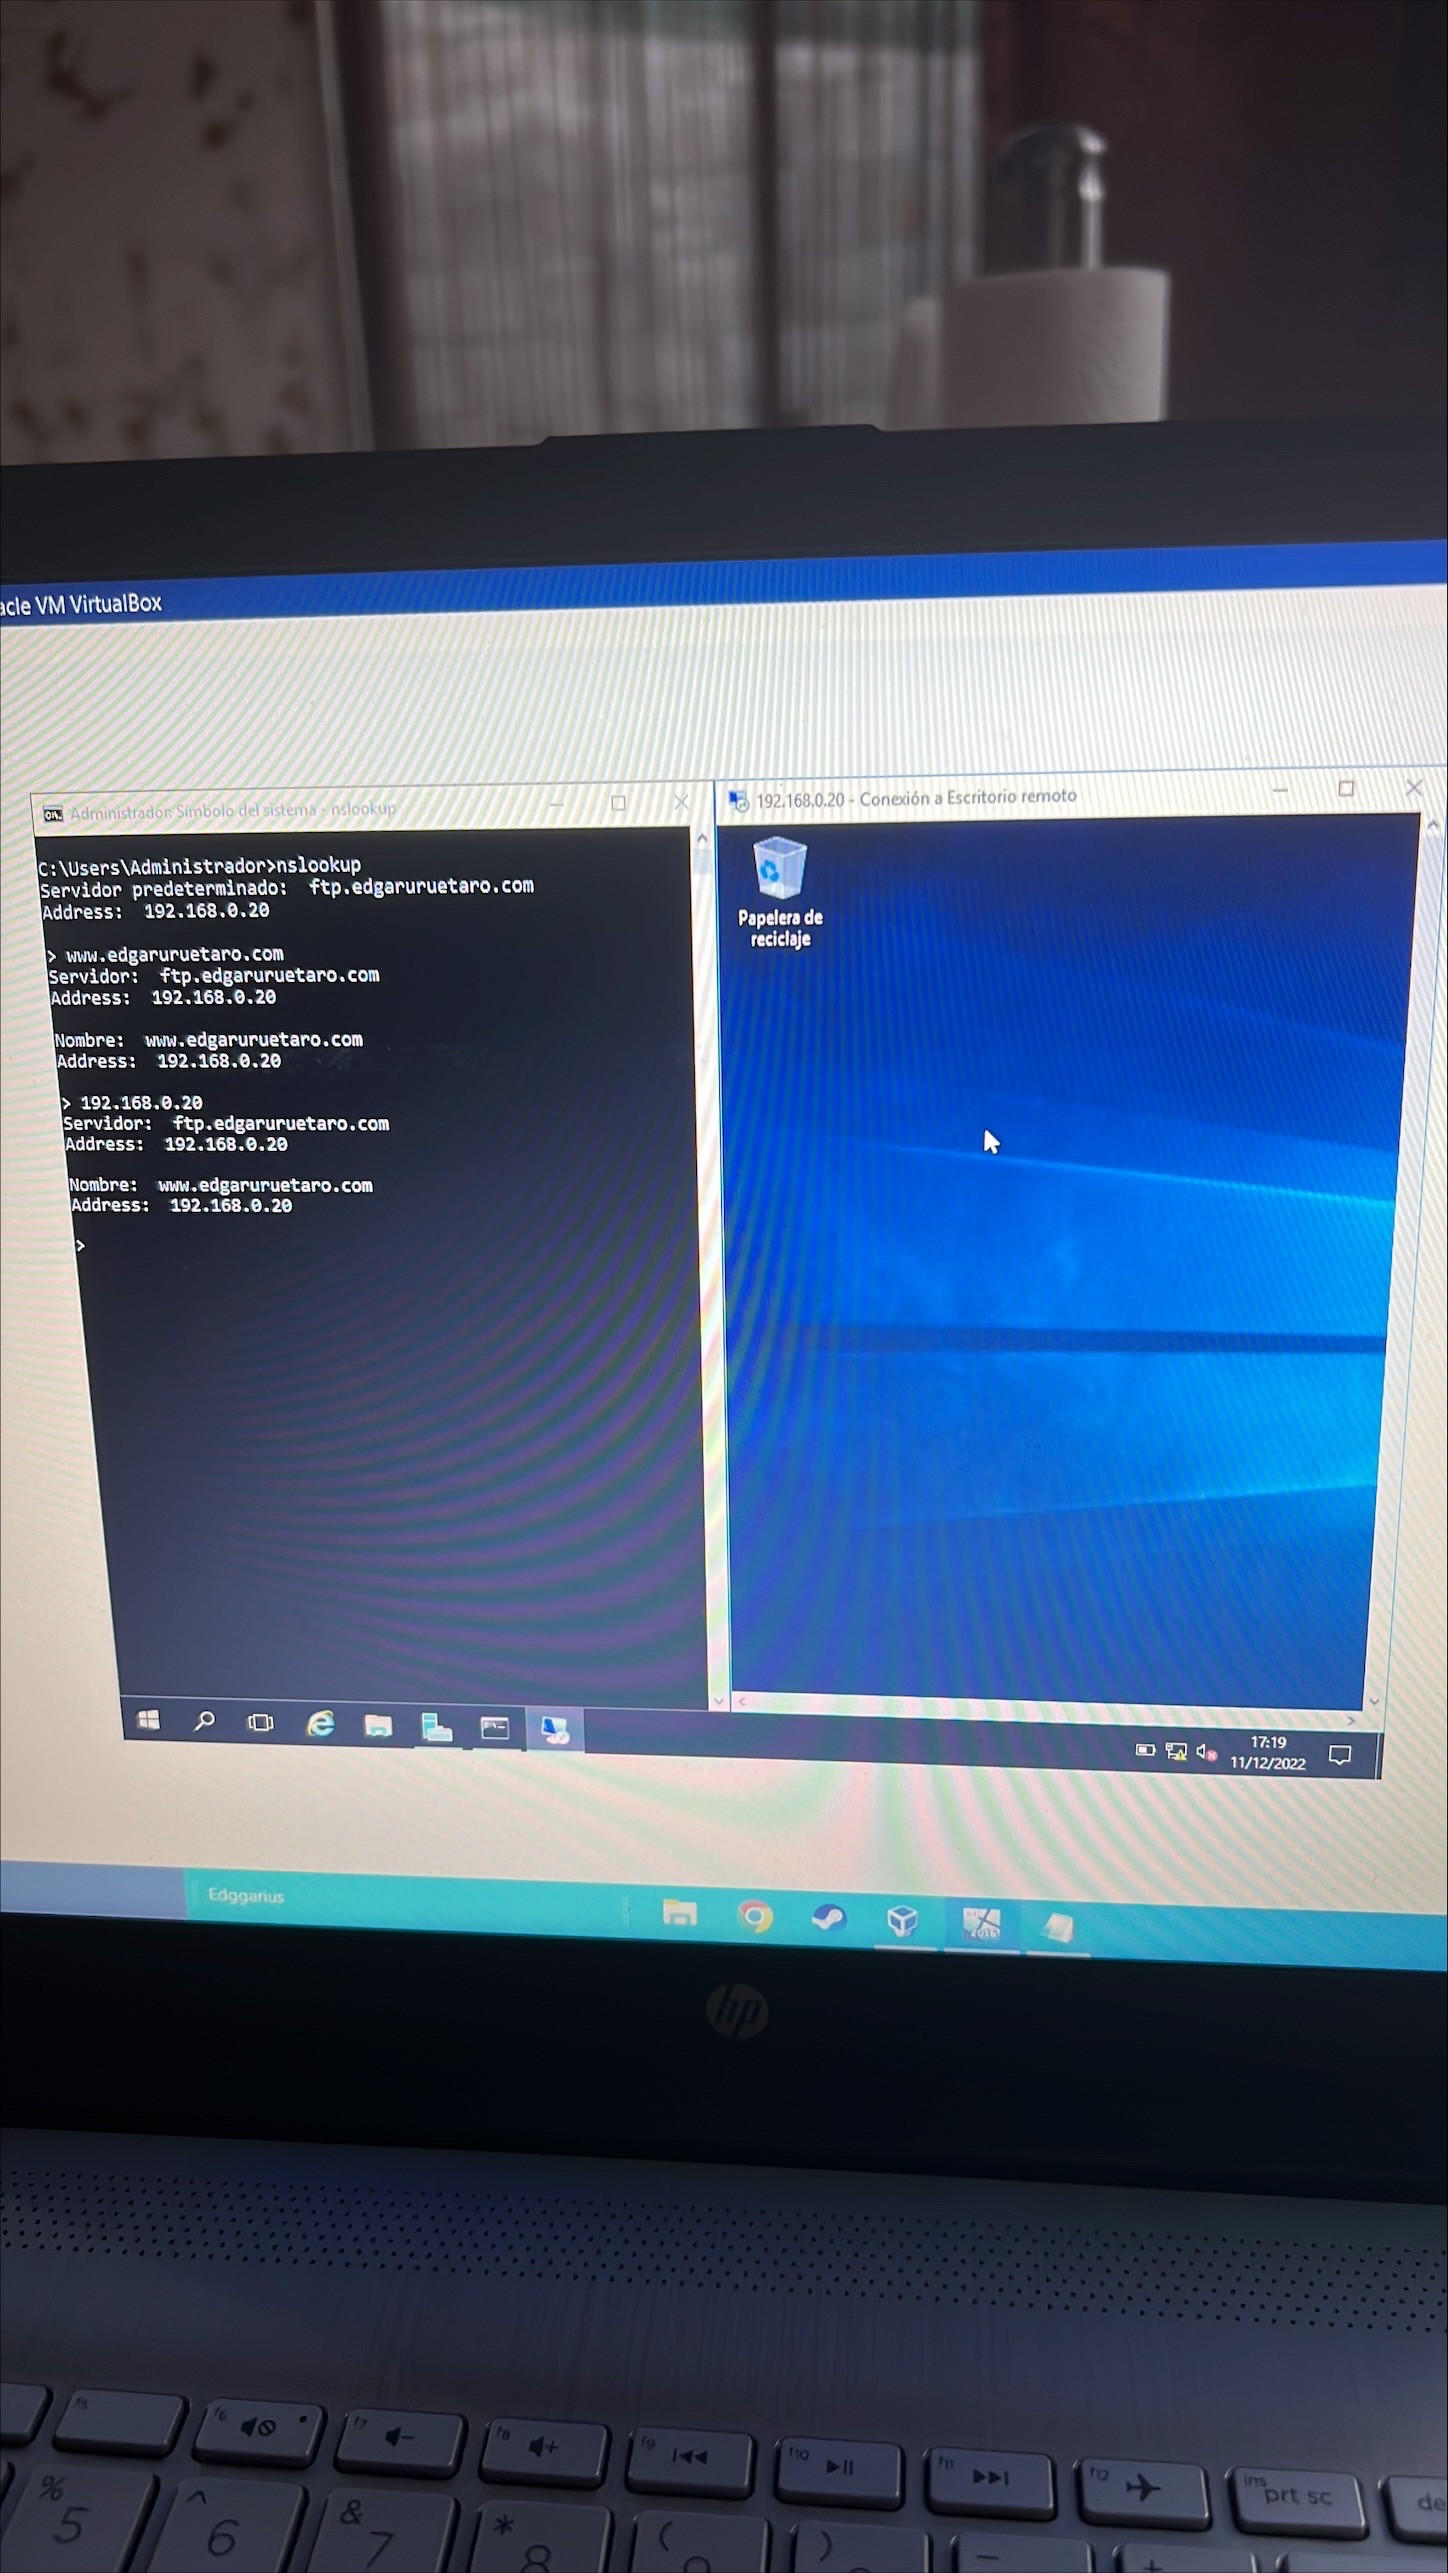 acle VM VirtualBox
Administrador: Símbolo del sistema - nslookup
C:\Users\Administrador>nslookup
Servidor predeterminado:  ftp.edgaruruetaro.com
Address:  192.168.0.20
> www.edgaruruetaro.com
Servidor:  ftp.edgaruruetaro.com
Address:  192.168.0.20
Nombre:  www.edgaruruetaro.com
Address:  192.168.0.20
> 192.168.0.20
Servidor:  ftp.edgaruruetaro.com
Address:  192.168.0.20
Nombre:  www.edgaruruetaro.com
Address:  192.168.0.20
>
192.168.0.20 - Conexión a Escritorio remoto
Papelera de
reciclaje
17:19
11/12/2022
Edggarius
2016
hp
f5 f6 f7 f8 f9 f10 f11 f12 ins prt sc de
% 5 ^ 6 & 7 * 8 ( 9 ) 0 - +